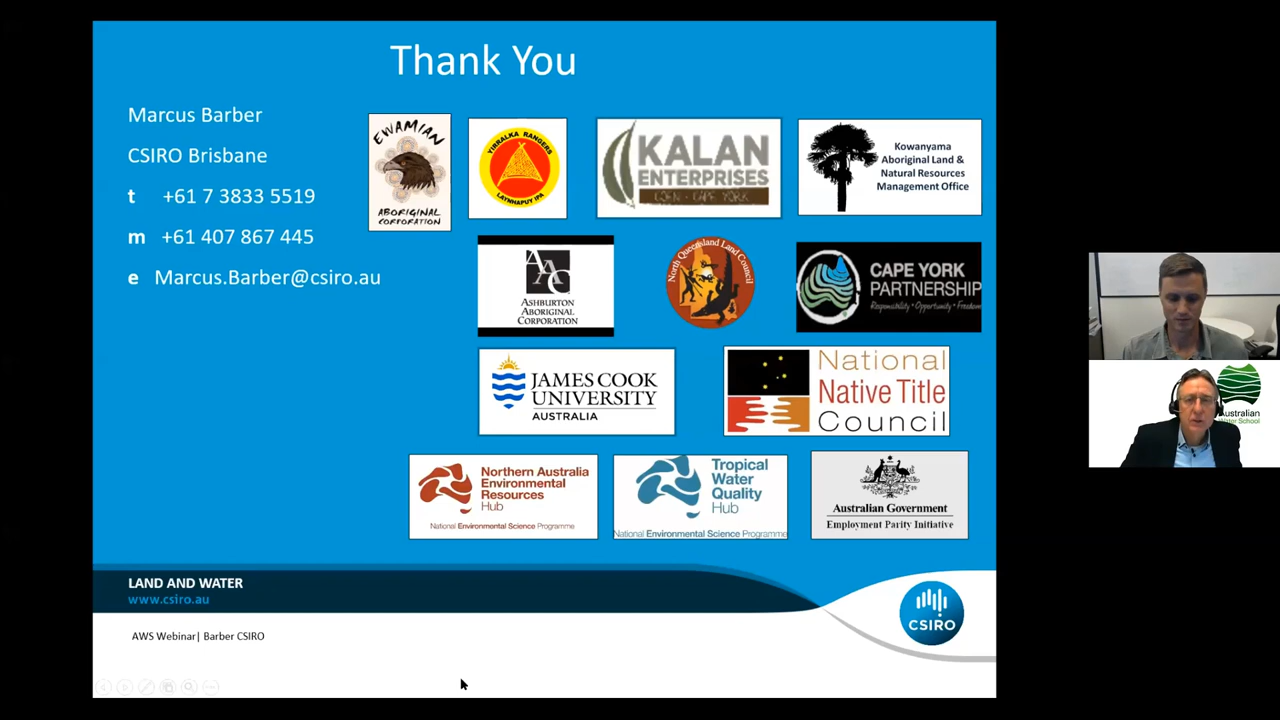 Thank You
Marcus Barber
CSIRO Brisbane
t +61 7 3833 5519
m +61 407 867 445
e Marcus.Barber@csiro.au
EWAMIAN
ABORIGINAL
CORPORATION
YIRRALKA RANGERS
LAYNHAPUY IPA
KALAN
ENTERPRISES
COEN - CAPE YORK
Kowanyama
Aboriginal Land &
Natural Resources
Management Office
AAC
ASHBURTON
ABORIGINAL
CORPORATION
North Queensland Land Council
CAPE YORK
PARTNERSHIP
Responsibility • Opportunity • Freedom
JAMES COOK
UNIVERSITY
AUSTRALIA
National
Native Title
Council
Northern Australia
Environmental
Resources
Hub
National Environmental Science Programme
Tropical
Water
Quality
Hub
National Environmental Science Programme
Australian Government
Employment Parity Initiative
LAND AND WATER
www.csiro.au
CSIRO
AWS Webinar| Barber CSIRO
Australian
Water School